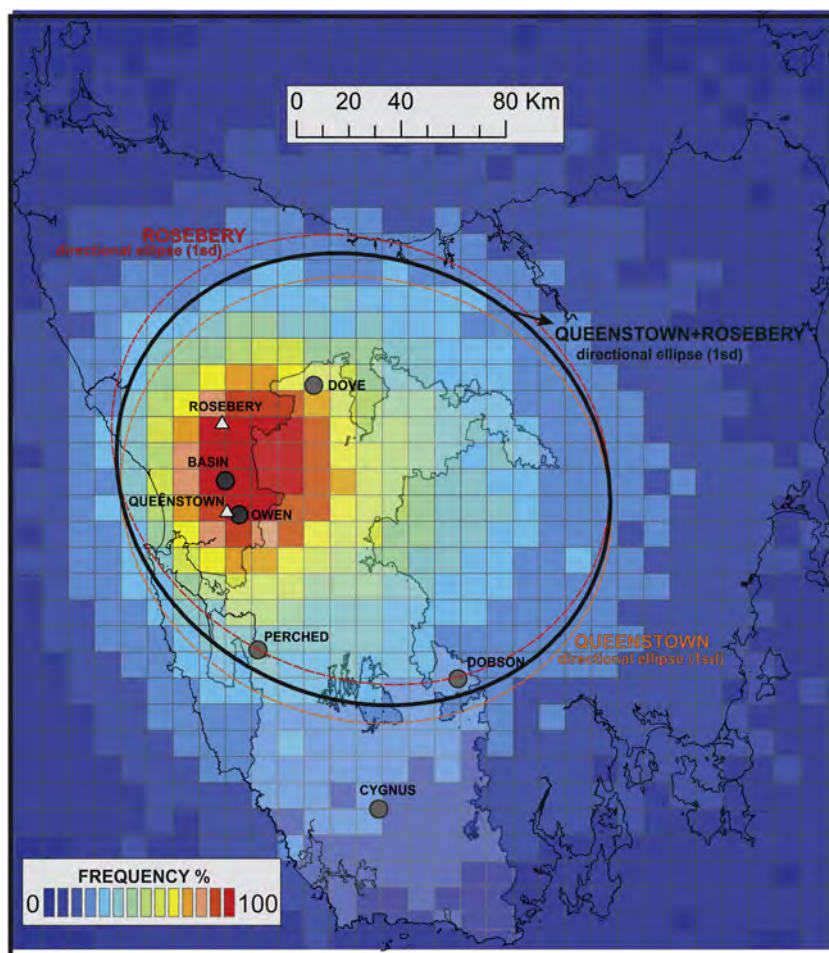 0 20 40 80 Km
ROSEBERY
directional ellipse (1sd)
QUEENSTOWN+ROSEBERY
directional ellipse (1sd)
DOVE
ROSEBERY
BASIN
QUEENSTOWN
OWEN
PERCHED
QUEENSTOWN
directional ellipse (1sd)
DOBSON
CYGNUS
FREQUENCY %
0 100